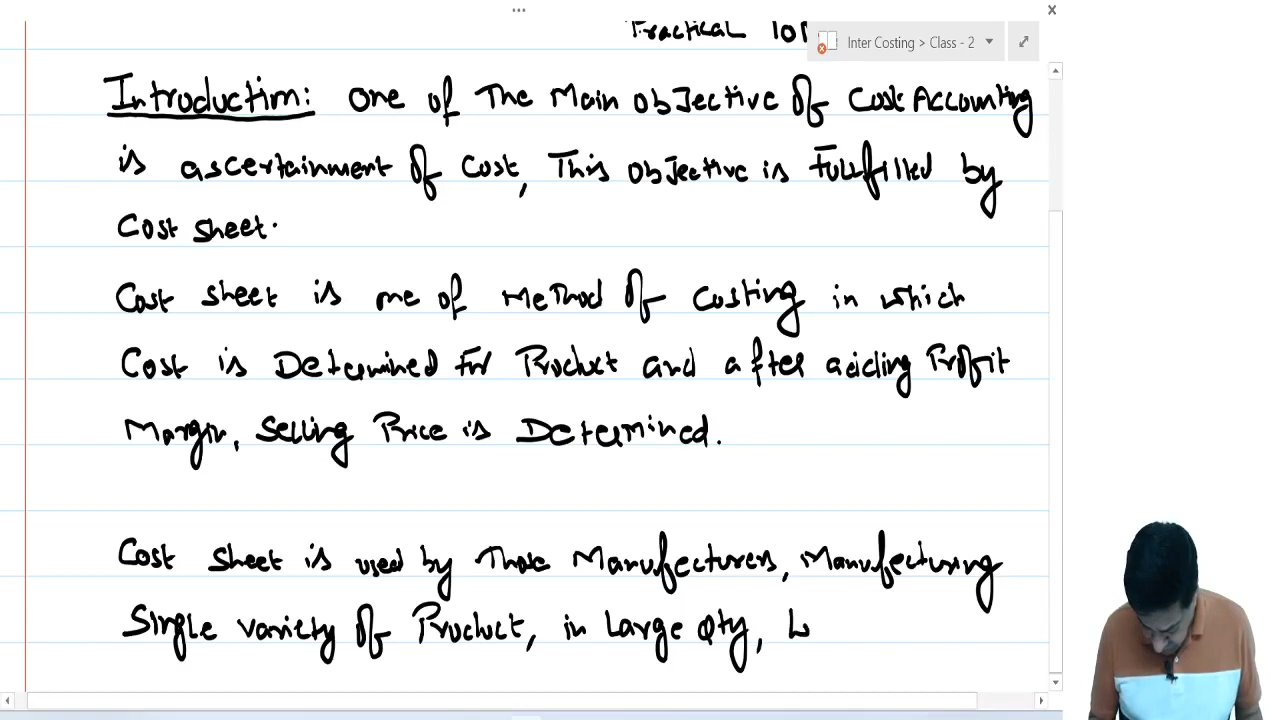 Practical
Inter Costing > Class - 2
Introduction: One of The Main objective of Cost Accounting
is ascertainment of Cost, This objective is Fullfilled by
Cost sheet.
Cost sheet is one of Method of Costing in which
Cost is Determined For Product and after adding Profit
Margin, Selling Price is Determined.
Cost sheet is used by Those Manufecturers, Manufecturing
Single variety of Product, in Large Qty,